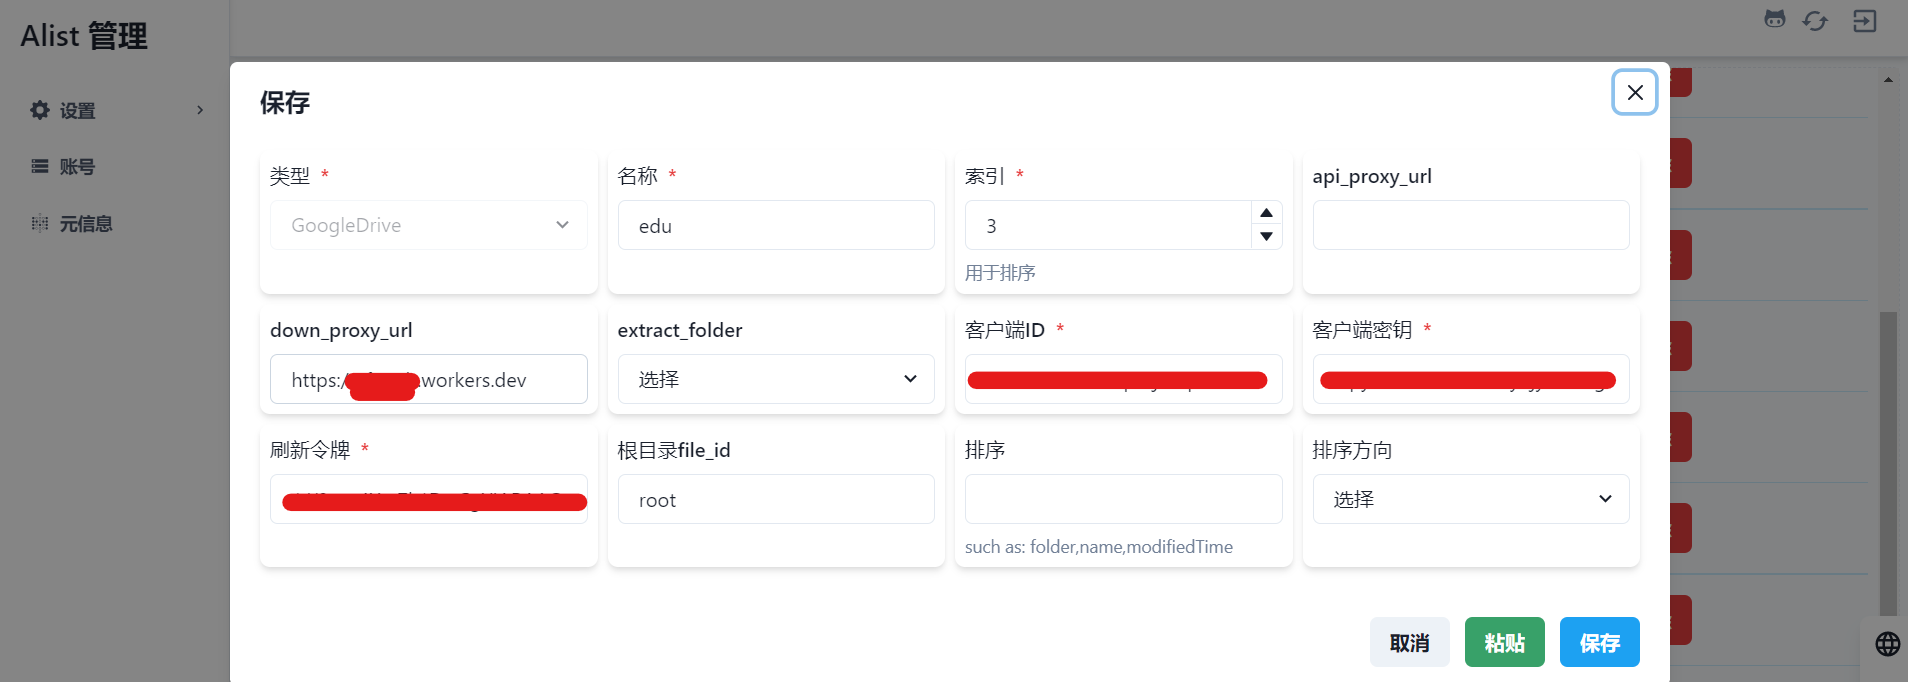 Alist 管理
设置
账号
元信息
保存
类型 *
GoogleDrive
名称 *
edu
索引 *
3
用于排序
api_proxy_url
down_proxy_url
https:/ workers.dev
extract_folder
选择
客户端ID *
客户端密钥 *
刷新令牌 *
根目录file_id
root
排序
such as: folder,name,modifiedTime
排序方向
选择
取消
粘贴
保存